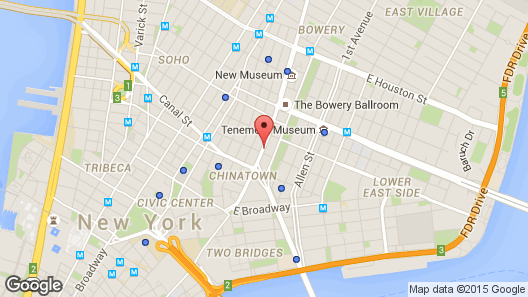 EAST VILLAGE
BOWERY
1st Avenue
Varick St
SOHO
New Museum
E Houston St
FDR Drive
5
1
3
Canal St
The Bowery Ballroom
Tenement Museum
Baruch Dr
TRIBECA
CHINATOWN
Allen St
LOWER
EAST SIDE
CIVIC CENTER
E Broadway
New York
FDR Drive
Broadway
TWO BRIDGES
3
2
2
Google
Map data ©2015 Google